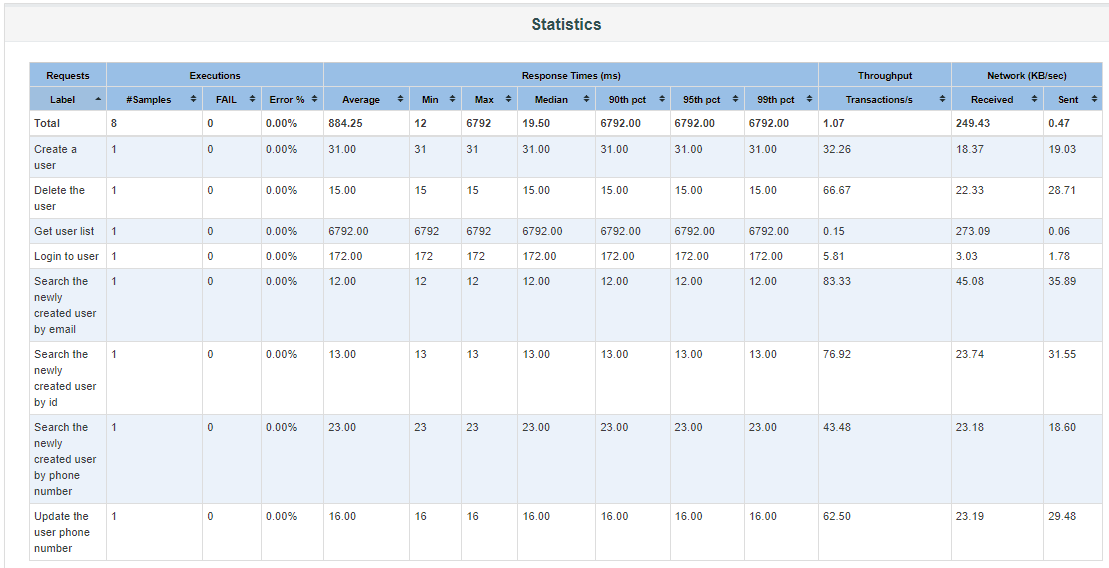 Statistics
Requests Executions Response Times (ms) Throughput Network (KB/sec)
Label #Samples FAIL Error % Average Min Max Median 90th pct 95th pct 99th pct Transactions/s Received Sent
Total 8 0 0.00% 884.25 12 6792 19.50 6792.00 6792.00 6792.00 1.07 249.43 0.47
Create a 1 0 0.00% 31.00 31 31 31.00 31.00 31.00 31.00 32.26 18.37 19.03
user
Delete the 1 0 0.00% 15.00 15 15 15.00 15.00 15.00 15.00 66.67 22.33 28.71
user
Get user list 1 0 0.00% 6792.00 6792 6792 6792.00 6792.00 6792.00 6792.00 0.15 273.09 0.06
Login to user 1 0 0.00% 172.00 172 172 172.00 172.00 172.00 172.00 5.81 3.03 1.78
Search the 1 0 0.00% 12.00 12 12 12.00 12.00 12.00 12.00 83.33 45.08 35.89
newly
created user
by email
Search the 1 0 0.00% 13.00 13 13 13.00 13.00 13.00 13.00 76.92 23.74 31.55
newly
created user
by id
Search the 1 0 0.00% 23.00 23 23 23.00 23.00 23.00 23.00 43.48 23.18 18.60
newly
created user
by phone
number
Update the 1 0 0.00% 16.00 16 16 16.00 16.00 16.00 16.00 62.50 23.19 29.48
user phone
number